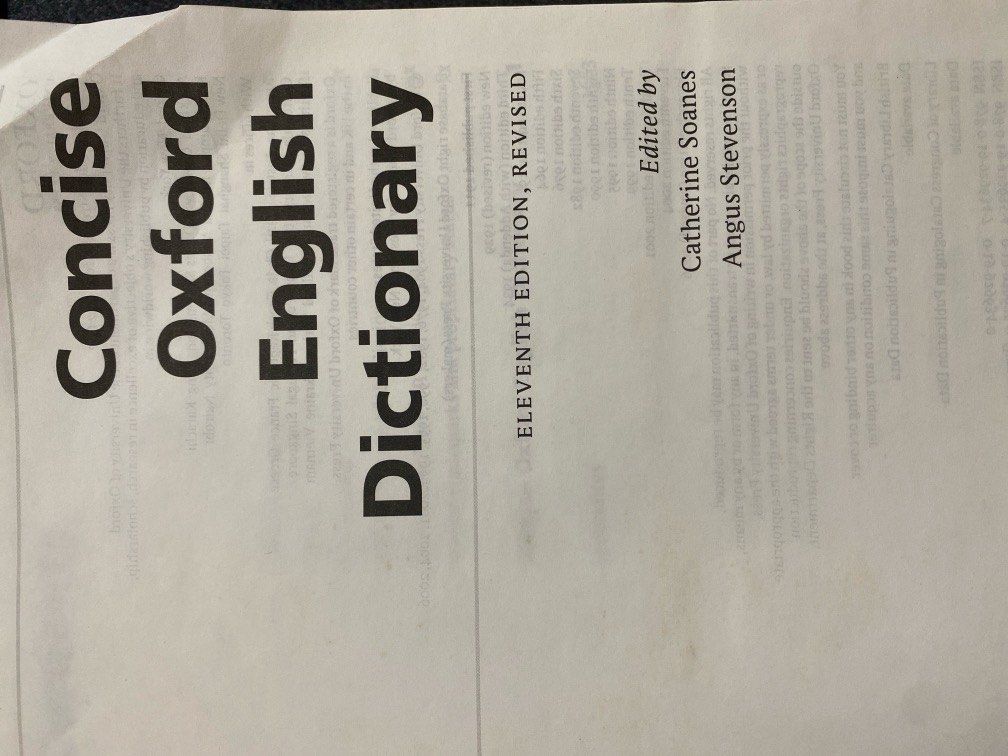 Concise
Oxford
English
Dictionary
ELEVENTH EDITION, REVISED
Edited by
Catherine Soanes
Angus Stevenson